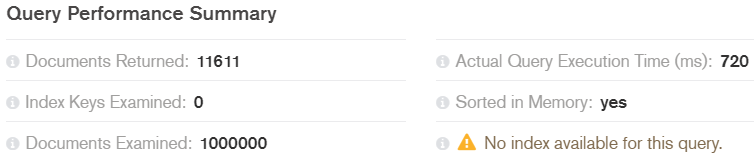 Query Performance Summary
Documents Returned: 11611
Actual Query Execution Time (ms): 720
Index Keys Examined: 0
Sorted in Memory: yes
Documents Examined: 1000000
No index available for this query.